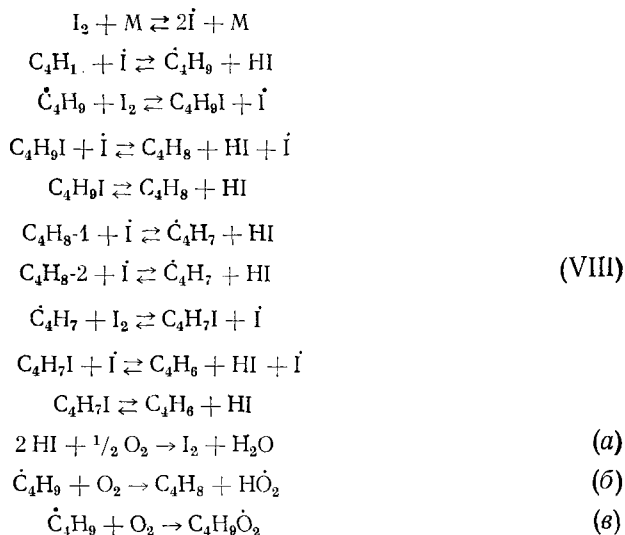 I₂ + M ⇄ 2İ + M
C₄H₁. + İ ⇄ Ċ₄H₉ + HI
Ċ₄H₉ + I₂ ⇄ C₄H₉I + İ
C₄H₉I + İ ⇄ C₄H₈ + HI + İ
C₄H₉I ⇄ C₄H₈ + HI
C₄H₈-1 + İ ⇄ Ċ₄H₇ + HI
C₄H₈-2 + İ ⇄ Ċ₄H₇ + HI (VIII)
Ċ₄H₇ + I₂ ⇄ C₄H₇I + İ
C₄H₇I + İ ⇄ C₄H₆ + HI + İ
C₄H₇I ⇄ C₄H₆ + HI
2 HI + ¹/₂ O₂ → I₂ + H₂O (а)
Ċ₄H₉ + O₂ → C₄H₈ + HȮ₂ (б)
Ċ₄H₉ + O₂ → C₄H₉Ȯ₂ (в)